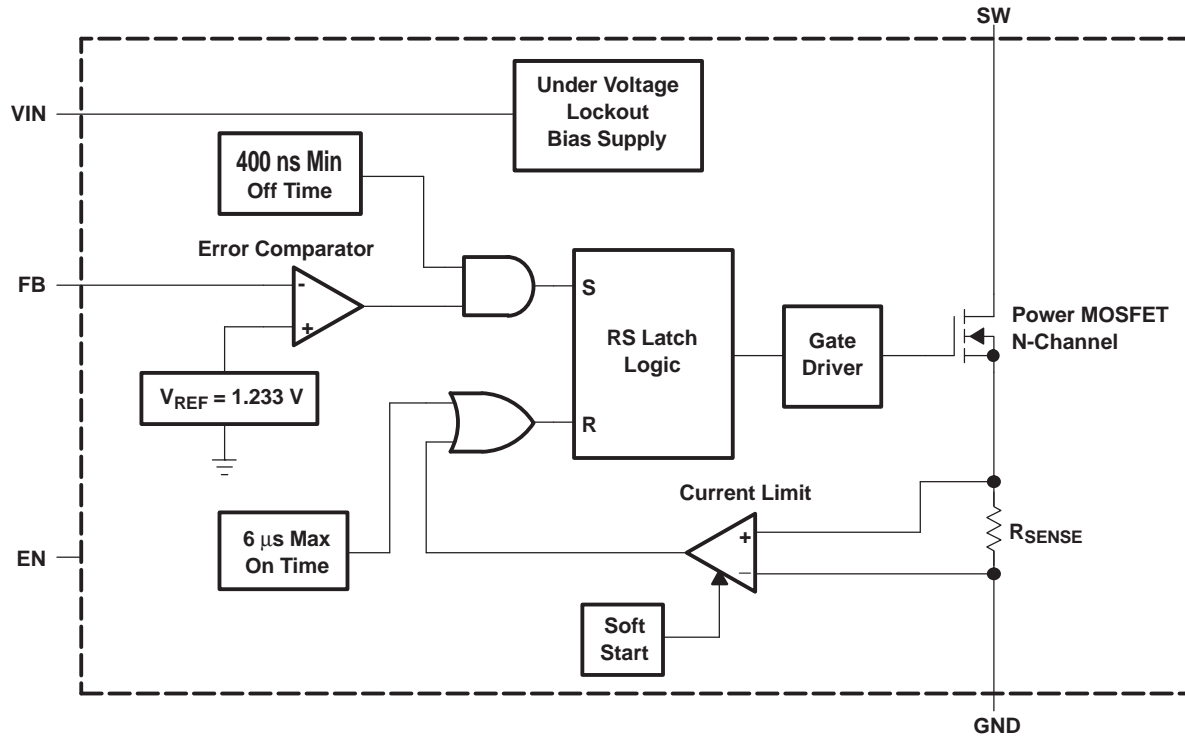 SW
VIN
Under Voltage
Lockout
Bias Supply
400 ns Min
Off Time
Error Comparator
FB
-
+
S
RS Latch
Logic
R
Gate
Driver
Power MOSFET
N-Channel
VREF = 1.233 V
Current Limit
+
–
RSENSE
6 μs Max
On Time
EN
Soft
Start
GND